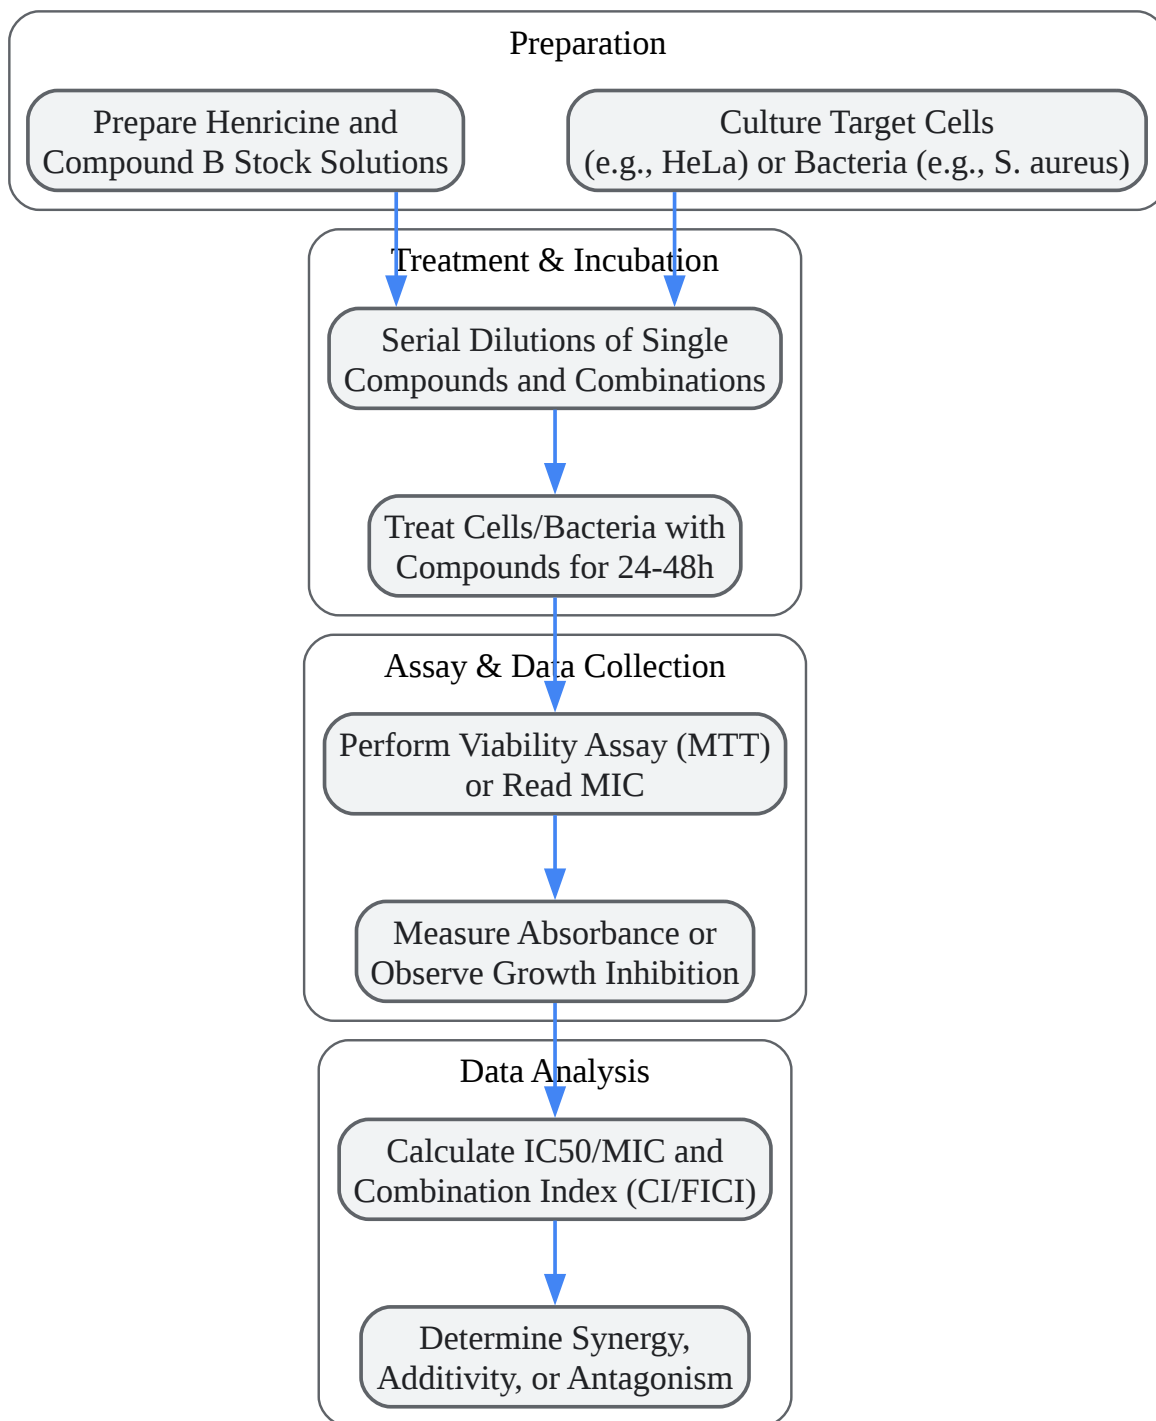 Preparation
Prepare Henricine and
Compound B Stock Solutions
Culture Target Cells
(e.g., HeLa) or Bacteria (e.g., S. aureus)
Treatment & Incubation
Serial Dilutions of Single
Compounds and Combinations
Treat Cells/Bacteria with
Compounds for 24-48h
Assay & Data Collection
Perform Viability Assay (MTT)
or Read MIC
Measure Absorbance or
Observe Growth Inhibition
Data Analysis
Calculate IC50/MIC and
Combination Index (CI/FICI)
Determine Synergy,
Additivity, or Antagonism